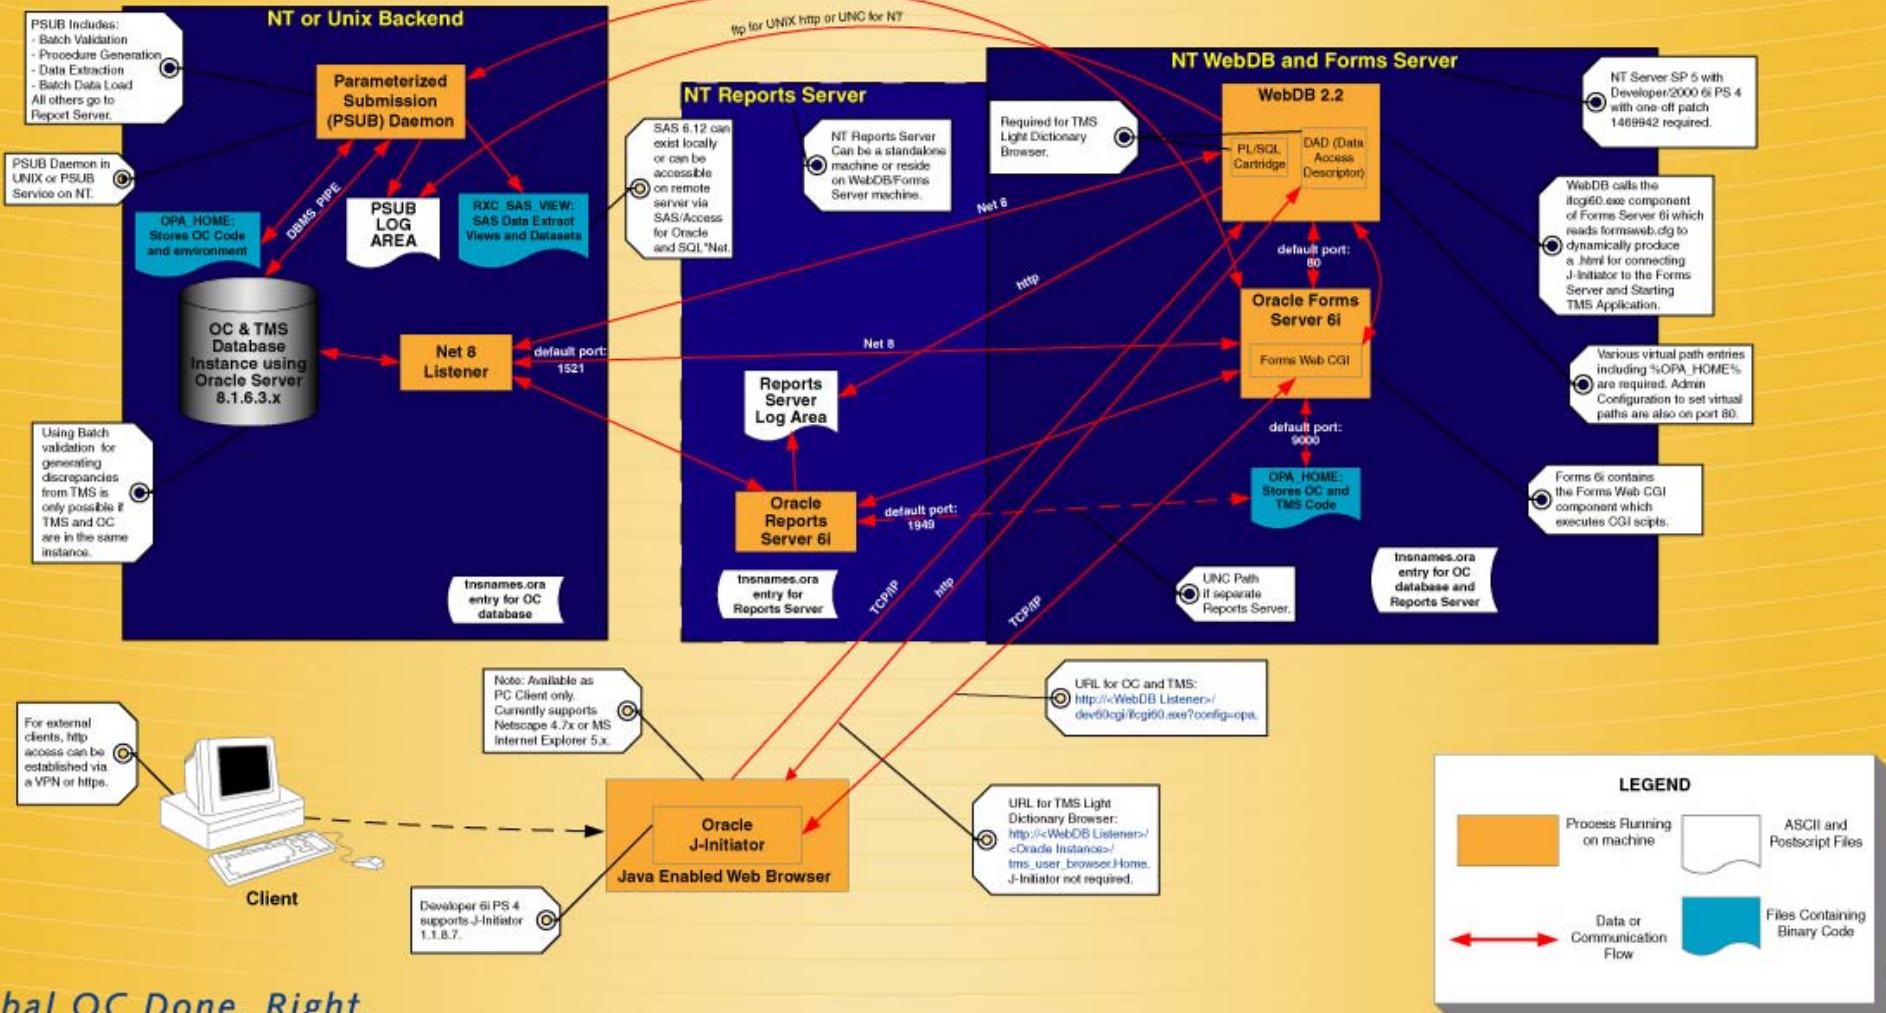 NT or Unix Backend
PSUB Includes:
- Batch Validation
- Procedure Generation
- Data Extraction
- Batch Data Load
All others go to
Report Server.
PSUB Daemon in
UNIX or PSUB
Service on NT.
Parameterized
Submission
(PSUB) Daemon
OPA_HOME:
Stores OC Code
and environment
DBMS_PIPE
PSUB
LOG
AREA
RXC_SAS_VIEW:
SAS Data Extract
Views and Datasets
SAS 6.12 can
exist locally
or can be
accessible
on remote
server via
SAS/Access
for Oracle
and SQL*Net.
OC & TMS
Database
Instance using
Oracle Server
8.1.6.3.x
Net 8
Listener
default port:
1521
Using Batch
validation for
generating
discrepancies
from TMS is
only possible if
TMS and OC
are in the same
instance.
tnsnames.ora
entry for OC
database
ftp for UNIX http or UNC for NT
NT Reports Server
NT Reports Server
Can be a standalone
machine or reside
on WebDB/Forms
Server machine.
Net 8
http
Net 8
Reports
Server
Log Area
Oracle
Reports
Server 6i
default port:
1949
tnsnames.ora
entry for
Reports Server
TCP/IP
http
TCP/IP
NT WebDB and Forms Server
Required for TMS
Light Dictionary
Browser.
WebDB 2.2
PL/SQL
Cartridge
DAD (Data
Access
Descriptor)
default port:
80
Oracle Forms
Server 6i
Forms Web CGI
default port:
9000
OPA_HOME:
Stores OC and
TMS Code
UNC Path
if separate
Reports Server.
tnsnames.ora
entry for OC
database and
Reports Server
NT Server SP 5 with
Developer/2000 6i PS 4
with one-off patch
1469942 required.
WebDB calls the
ifcgi60.exe component
of Forms Server 6i which
reads formsweb.cfg to
dynamically produce
a .html for connecting
J-Initiator to the Forms
Server and Starting
TMS Application.
Various virtual path entries
including %OPA_HOME%
are required. Admin
Configuration to set virtual
paths are also on port 80.
Forms 6i contains
the Forms Web CGI
component which
executes CGI scipts.
For external
clients, http
access can be
established via
a VPN or https.
Client
Note: Available as
PC Client only.
Currently supports
Netscape 4.7x or MS
Internet Explorer 5.x.
Oracle
J-Initiator
Java Enabled Web Browser
Developer 6i PS 4
supports J-Initiator
1.1.8.7.
URL for OC and TMS:
http://<WebDB Listener>/
dev60cgi/ifcgi60.exe?config=opa.
URL for TMS Light
Dictionary Browser:
http://<WebDB Listener>/
<Oracle Instance>/
tms_user_browser.Home.
J-Initiator not required.
LEGEND
Process Running
on machine
ASCII and
Postscript Files
Data or
Communication
Flow
Files Containing
Binary Code
bal OC Done. Right.